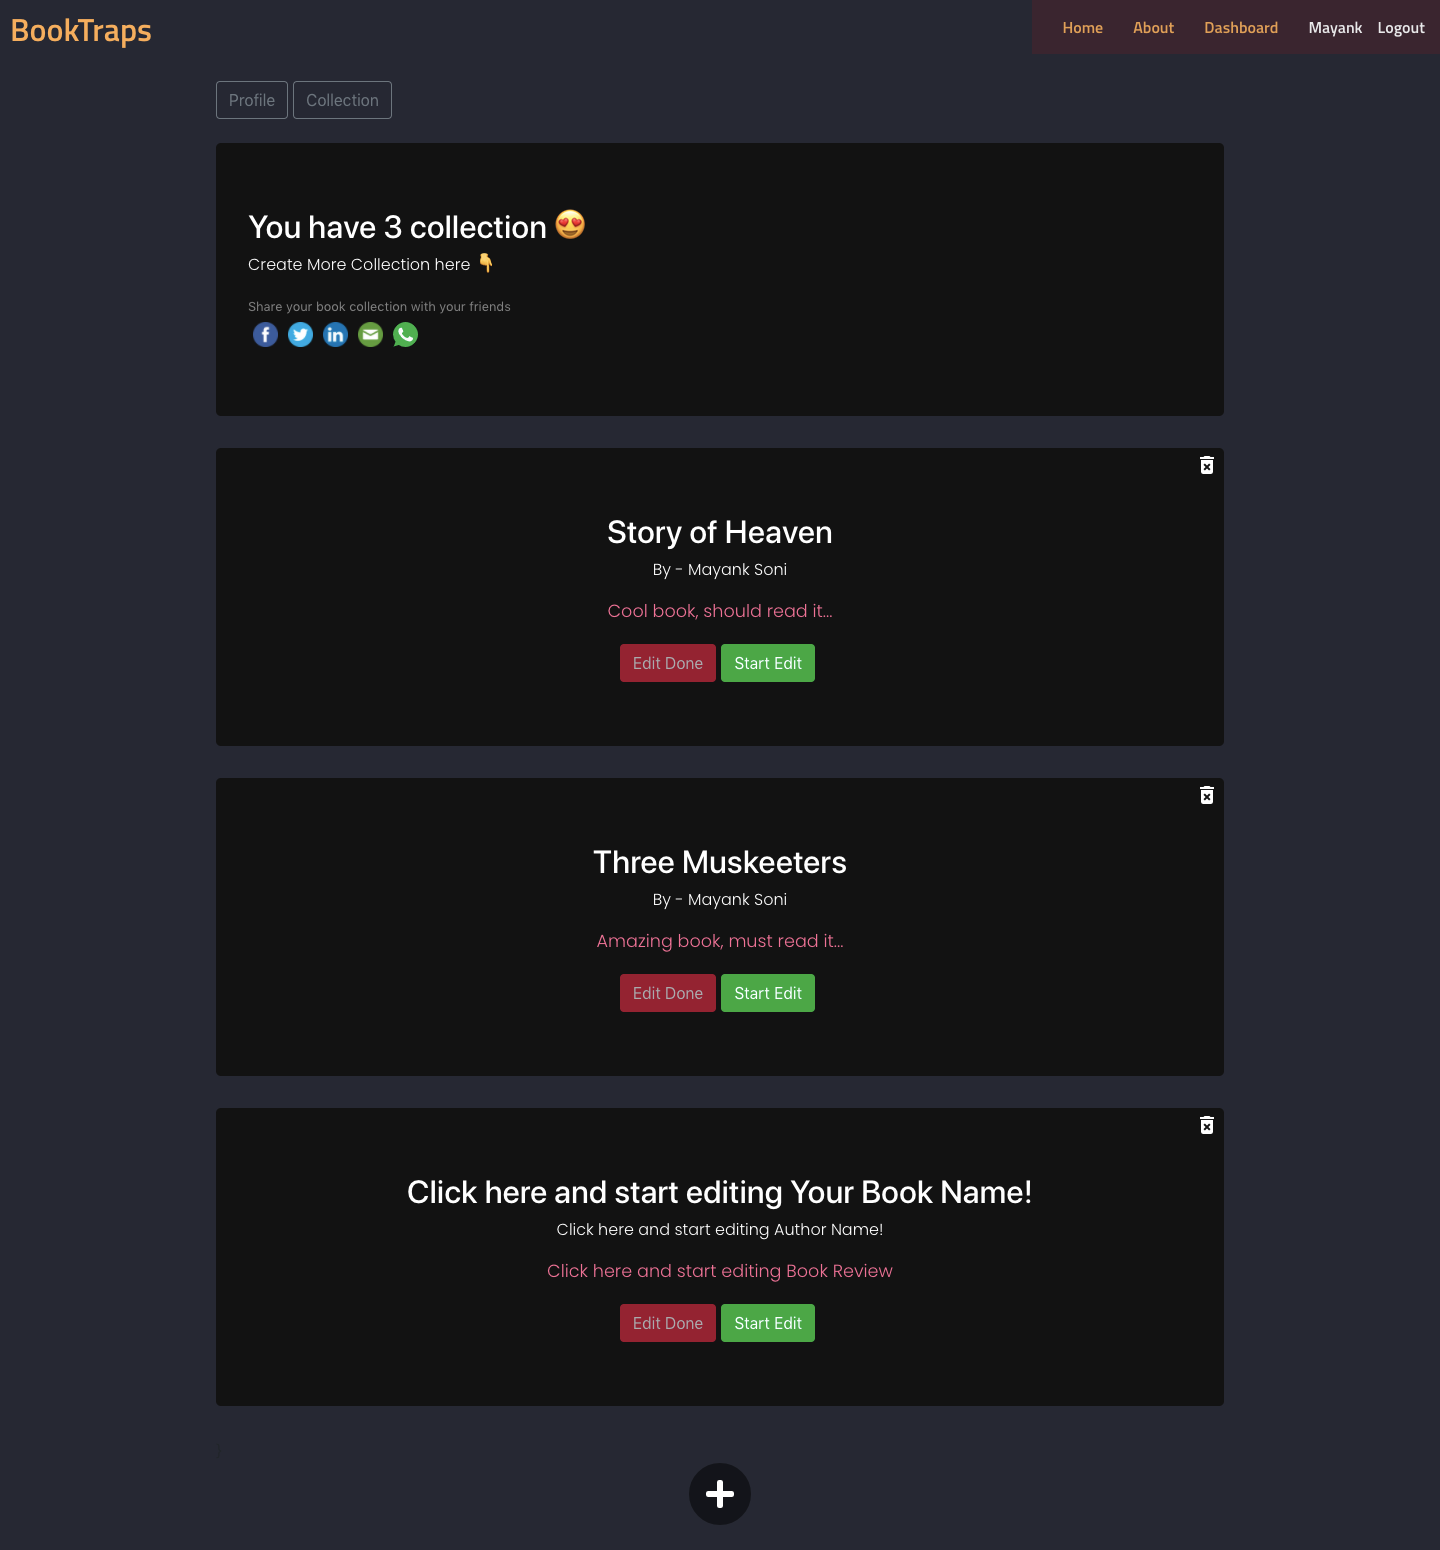 BookTraps
Home About Dashboard Mayank Logout
Profile Collection
You have 3 collection 😍
Create More Collection here 👇
Share your book collection with your friends
Story of Heaven
By - Mayank Soni
Cool book, should read it...
Edit Done Start Edit
Three Muskeeters
By - Mayank Soni
Amazing book, must read it...
Edit Done Start Edit
Click here and start editing Your Book Name!
Click here and start editing Author Name!
Click here and start editing Book Review
Edit Done Start Edit